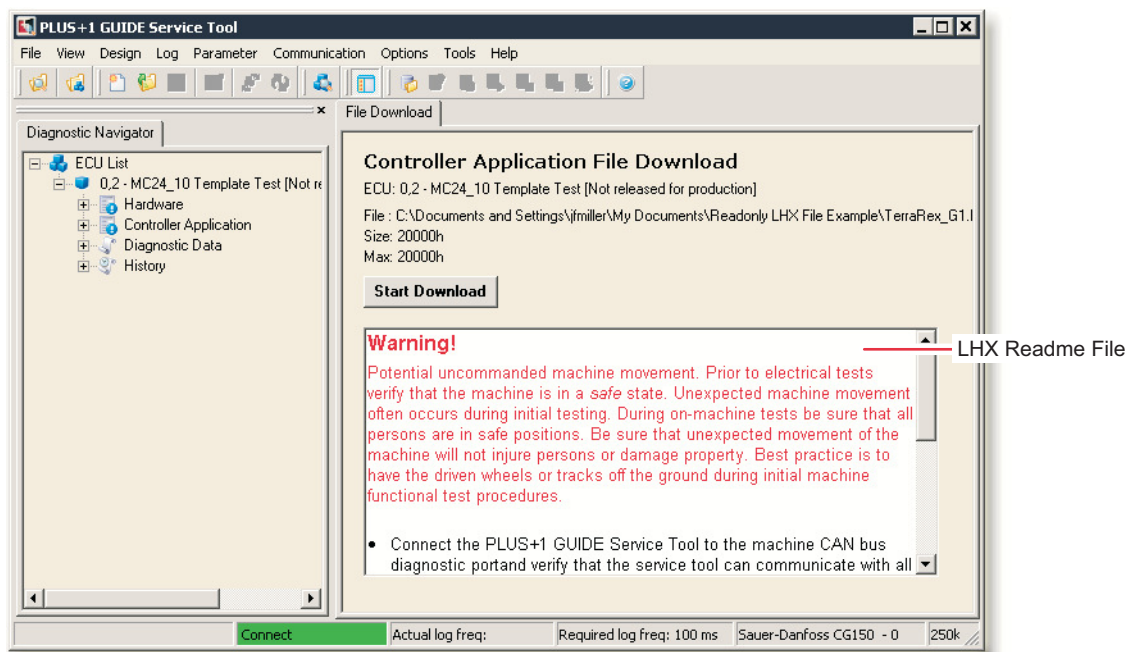 PLUS+1 GUIDE Service Tool
File View Design Log Parameter Communication Options Tools Help
Diagnostic Navigator
ECU List
0,2 - MC24_10 Template Test [Not re
Hardware
Controller Application
Diagnostic Data
History
File Download
Controller Application File Download
ECU: 0,2 - MC24_10 Template Test [Not released for production]
File : C:\Documents and Settings\jfmiller\My Documents\Readonly LHX File Example\TerraRex_G1.l
Size: 20000h
Max: 20000h
Start Download
Warning!
Potential uncommanded machine movement. Prior to electrical tests
verify that the machine is in a safe state. Unexpected machine movement
often occurs during initial testing. During on-machine tests be sure that all
persons are in safe positions. Be sure that unexpected movement of the
machine will not injure persons or damage property. Best practice is to
have the driven wheels or tracks off the ground during initial machine
functional test procedures.
• Connect the PLUS+1 GUIDE Service Tool to the machine CAN bus
diagnostic portand verify that the service tool can communicate with all
LHX Readme File
Connect Actual log freq: Required log freq: 100 ms Sauer-Danfoss CG150 - 0 250k